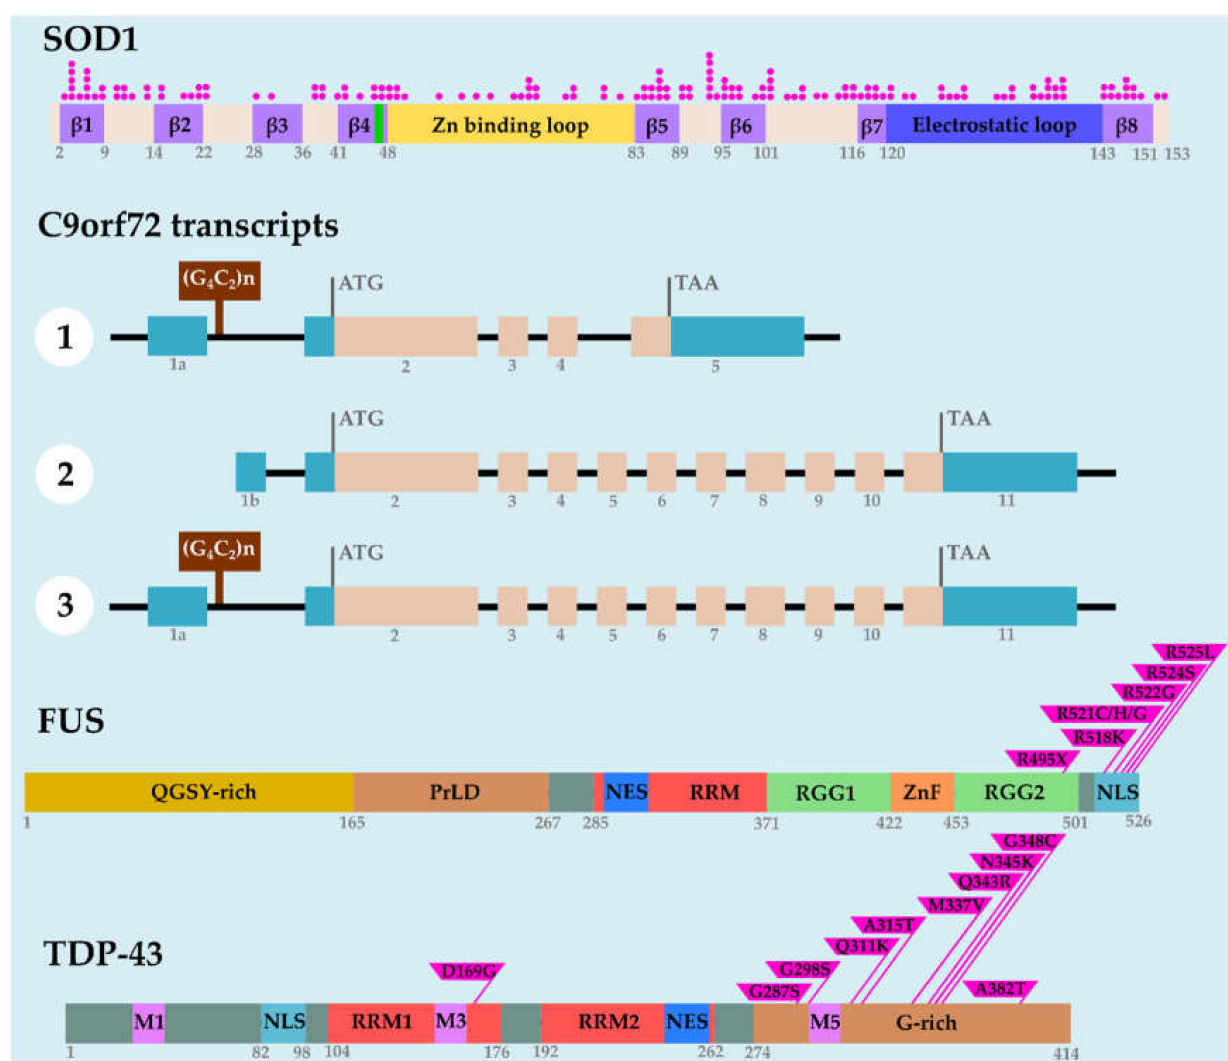 SOD1
β1 β2 β3 β4 Zn binding loop β5 β6 β7 Electrostatic loop β8
2 9 14 22 28 36 41 48 83 89 95 101 116 120 143 151 153
C9orf72 transcripts
(G₄C₂)n ATG TAA
1
1a 2 3 4 5
ATG TAA
2
1b 2 3 4 5 6 7 8 9 10 11
(G₄C₂)n ATG TAA
3
1a 2 3 4 5 6 7 8 9 10 11
R525L
R524S
R522G
FUS
R521C/H/G
R518K
R495X
QGSY-rich PrLD NES RRM RGG1 ZnF RGG2 NLS
1 165 267 285 371 422 453 501 526
G348C
N345K
Q343R
M337V
A315T
TDP-43
Q311K
D169G G298S
G287S A382T
M1 NLS RRM1 M3 RRM2 NES M5 G-rich
1 82 98 104 176 192 262 274 414